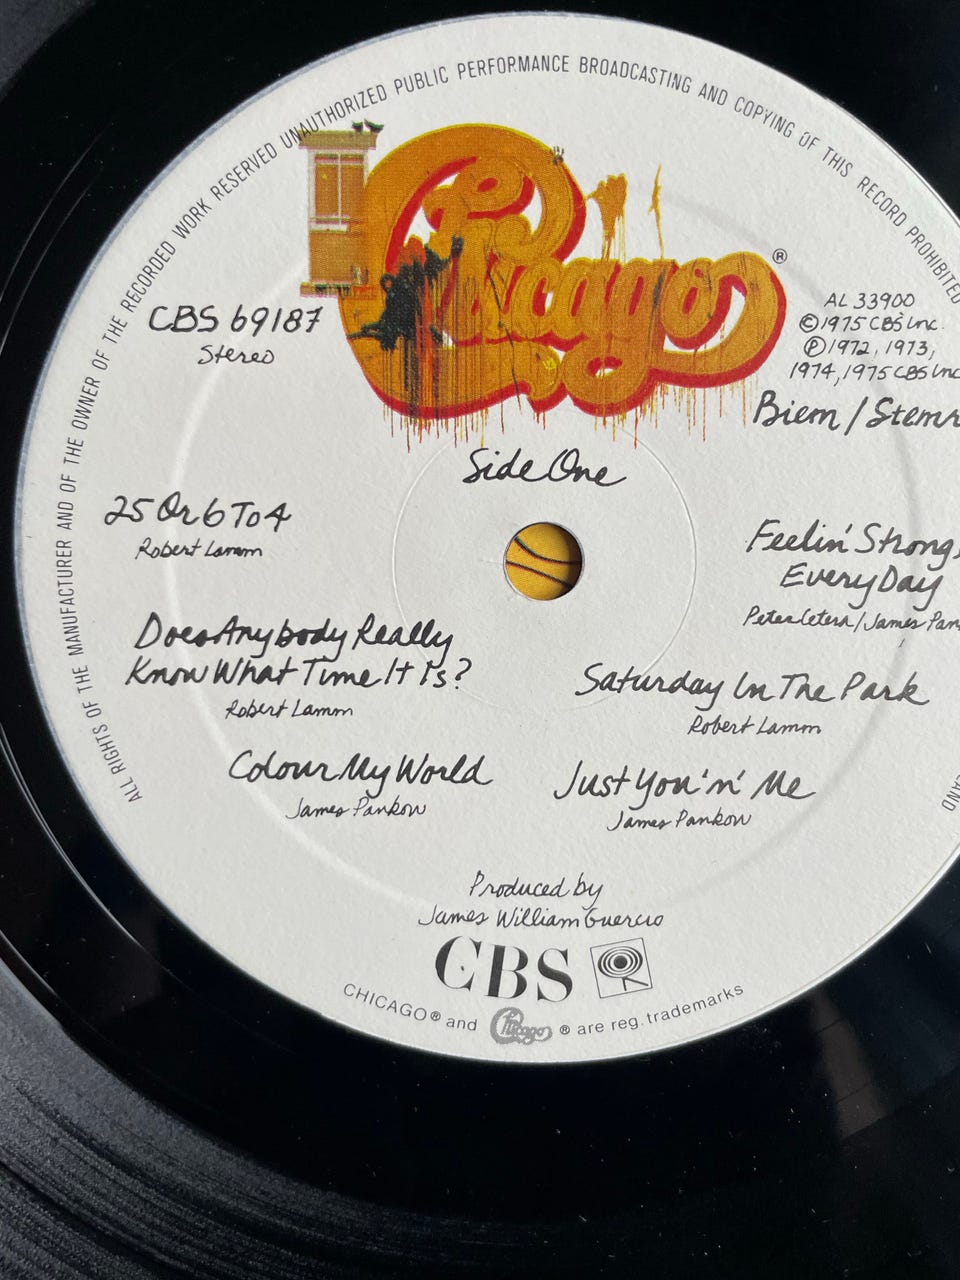 ALL RIGHTS OF THE MANUFACTURER AND OF THE OWNER OF THE RECORDED WORK RESERVED UNAUTHORIZED PUBLIC PERFORMANCE BROADCASTING AND COPYING OF THIS RECORD PROHIBITED
Chicago®
CBS 69187
Stereo
AL 33900
©1975 CBS Inc.
℗1972, 1973,
1974, 1975 CBS Inc
Biem / Stemr
Side One
25 Or 6 To 4
Robert Lamm
Does Anybody Really
Know What Time It Is?
Robert Lamm
Colour My World
James Pankow
Feelin' Strong
Every Day
Peter Cetera / James Pan
Saturday In The Park
Robert Lamm
Just You 'n' Me
James Pankow
Produced by
James William Guercio
CBS
CHICAGO® and Chicago ® are reg. trademarks